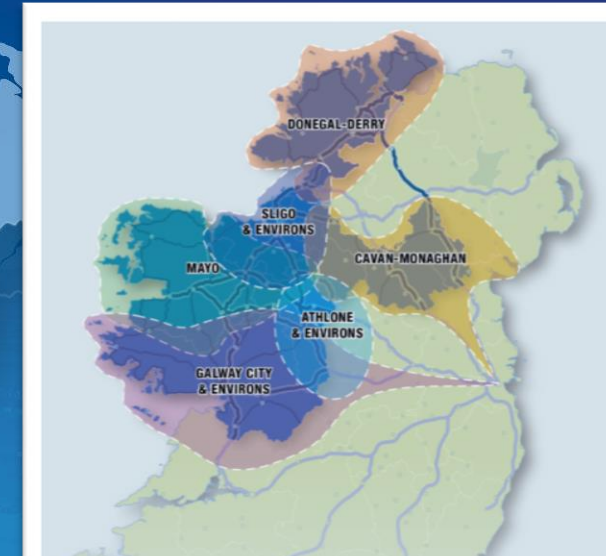 DONEGAL-DERRY
SLIGO
& ENVIRONS
MAYO
CAVAN-MONAGHAN
ATHLONE
& ENVIRONS
GALWAY CITY
& ENVIRONS